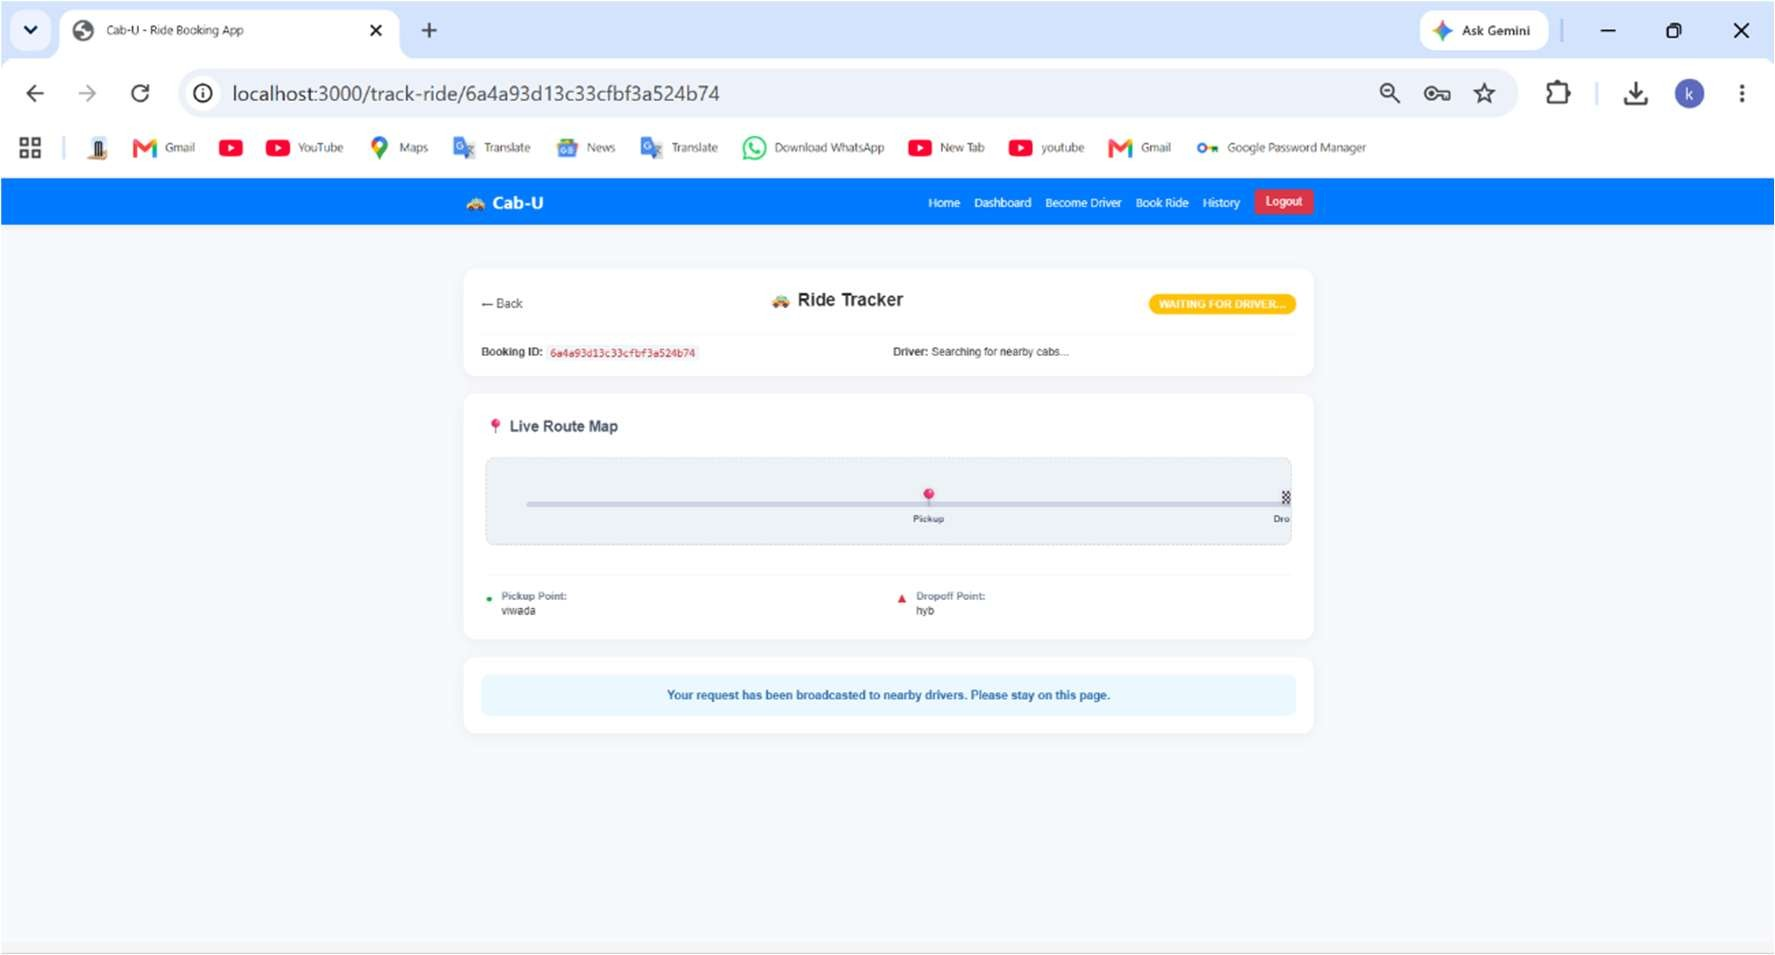 Cab-U - Ride Booking App
Ask Gemini
localhost:3000/track-ride/6a4a93d13c33cfbf3a524b74
k
Gmail YouTube Maps Translate News Translate Download WhatsApp New Tab youtube Gmail Google Password Manager
Cab-U Home Dashboard Become Driver Book Ride History Logout
← Back Ride Tracker WAITING FOR DRIVER...
Booking ID: 6a4a93d13c33cfbf3a524b74 Driver: Searching for nearby cabs...
Live Route Map
Pickup Dro
Pickup Point: Dropoff Point:
viwada hyb
Your request has been broadcasted to nearby drivers. Please stay on this page.